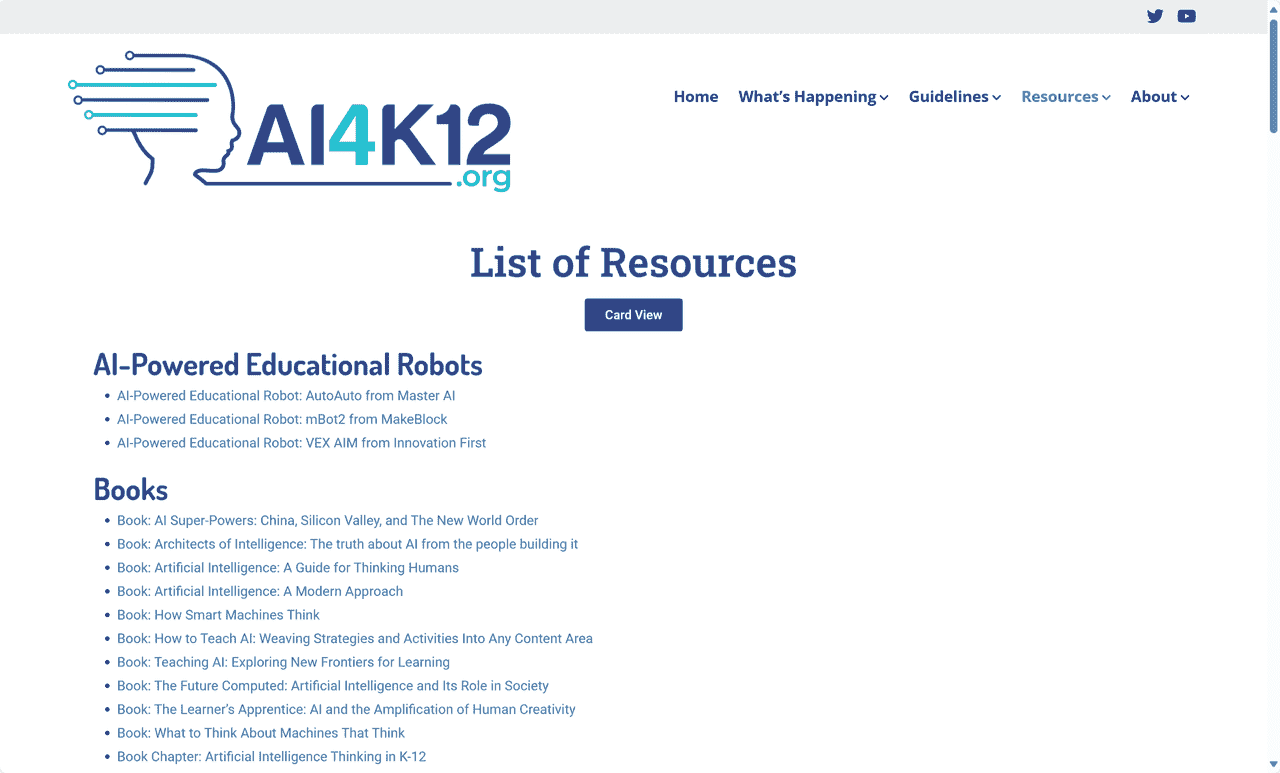 AI4K12
.org
Home What's Happening Guidelines Resources About
List of Resources
Card View
AI-Powered Educational Robots
• AI-Powered Educational Robot: AutoAuto from Master AI
• AI-Powered Educational Robot: mBot2 from MakeBlock
• AI-Powered Educational Robot: VEX AIM from Innovation First
Books
• Book: AI Super-Powers: China, Silicon Valley, and The New World Order
• Book: Architects of Intelligence: The truth about AI from the people building it
• Book: Artificial Intelligence: A Guide for Thinking Humans
• Book: Artificial Intelligence: A Modern Approach
• Book: How Smart Machines Think
• Book: How to Teach AI: Weaving Strategies and Activities Into Any Content Area
• Book: Teaching AI: Exploring New Frontiers for Learning
• Book: The Future Computed: Artificial Intelligence and Its Role in Society
• Book: The Learner's Apprentice: AI and the Amplification of Human Creativity
• Book: What to Think About Machines That Think
• Book Chapter: Artificial Intelligence Thinking in K-12